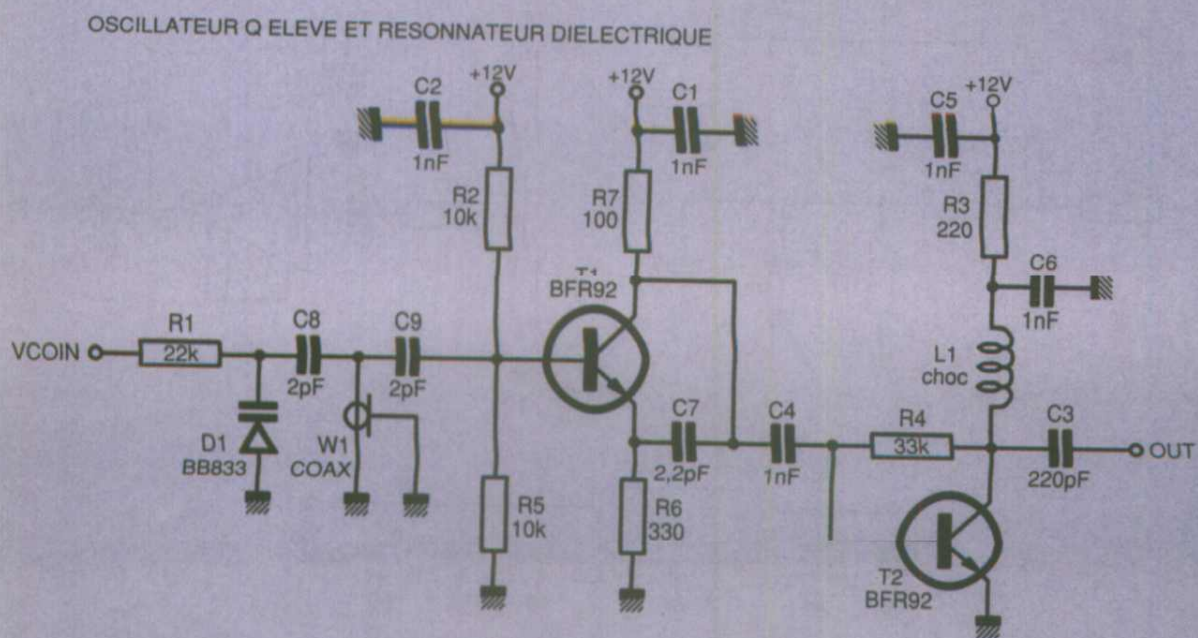 OSCILLATEUR Q ELEVE ET RESONNATEUR DIELECTRIQUE
+12V
C2
1nF
+12V
C1
1nF
+12V
C5
1nF
R2
10k
R7
100
R3
220
C6
1nF
T1
BFR92
VCOIN
R1
22k
C8
2pF
C9
2pF
L1
choc
D1
BB833
W1
COAX
C7
2,2pF
C4
1nF
R4
33k
C3
220pF
OUT
R5
10k
R6
330
T2
BFR92